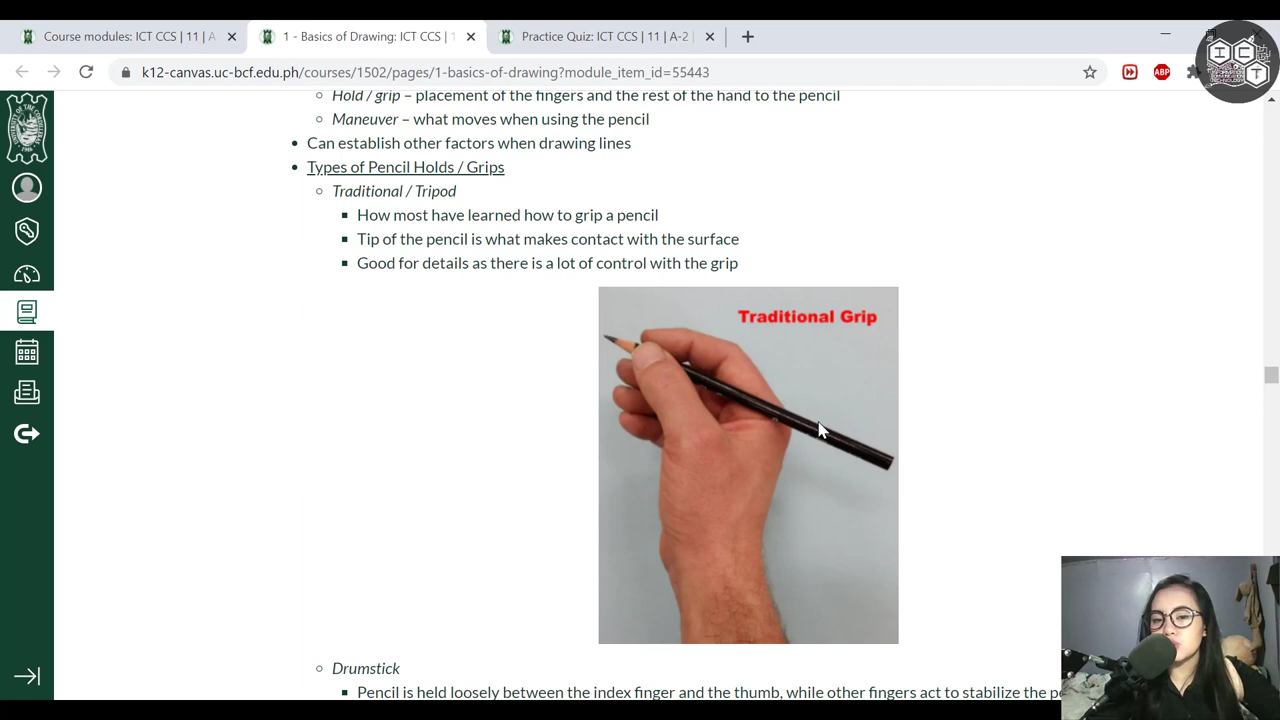 Course modules: ICT CCS | 11 | A
1 - Basics of Drawing: ICT CCS | 1
Practice Quiz: ICT CCS | 11 | A-2 |
k12-canvas.uc-bcf.edu.ph/courses/1502/pages/1-basics-of-drawing?module_item_id=55443
ABP
ICT
Hold / grip – placement of the fingers and the rest of the hand to the pencil
Maneuver – what moves when using the pencil
Can establish other factors when drawing lines
Types of Pencil Holds / Grips
Traditional / Tripod
How most have learned how to grip a pencil
Tip of the pencil is what makes contact with the surface
Good for details as there is a lot of control with the grip
Traditional Grip
Drumstick
Pencil is held loosely between the index finger and the thumb, while other fingers act to stabilize the pe